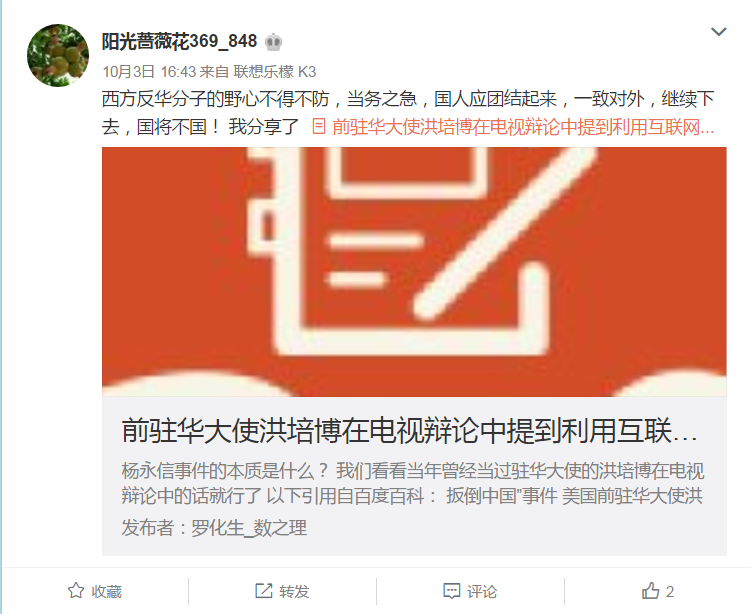 阳光蔷薇花369_848
10月3日 16:43 来自 联想乐檬 K3
西方反华分子的野心不得不防，当务之急，国人应团结起来，一致对外，继续下
去，国将不国！ 我分享了 前驻华大使洪培博在电视辩论中提到利用互联网...
前驻华大使洪培博在电视辩论中提到利用互联...
杨永信事件的本质是什么？ 我们看看当年曾经当过驻华大使的洪培博在电视
辩论中的话就行了 以下引用自百度百科： 扳倒中国”事件 美国前驻华大使洪
发布者：罗化生_数之理
收藏
转发
评论
2